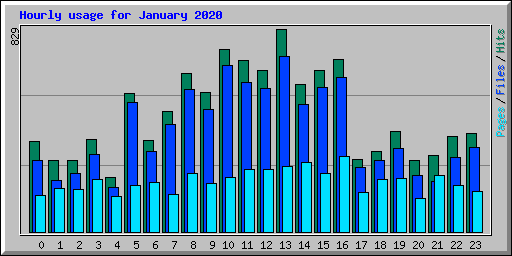 Hourly usage for January 2020
829
Pages/Files/Hits
0 1 2 3 4 5 6 7 8 9 10 11 12 13 14 15 16 17 18 19 20 21 22 23